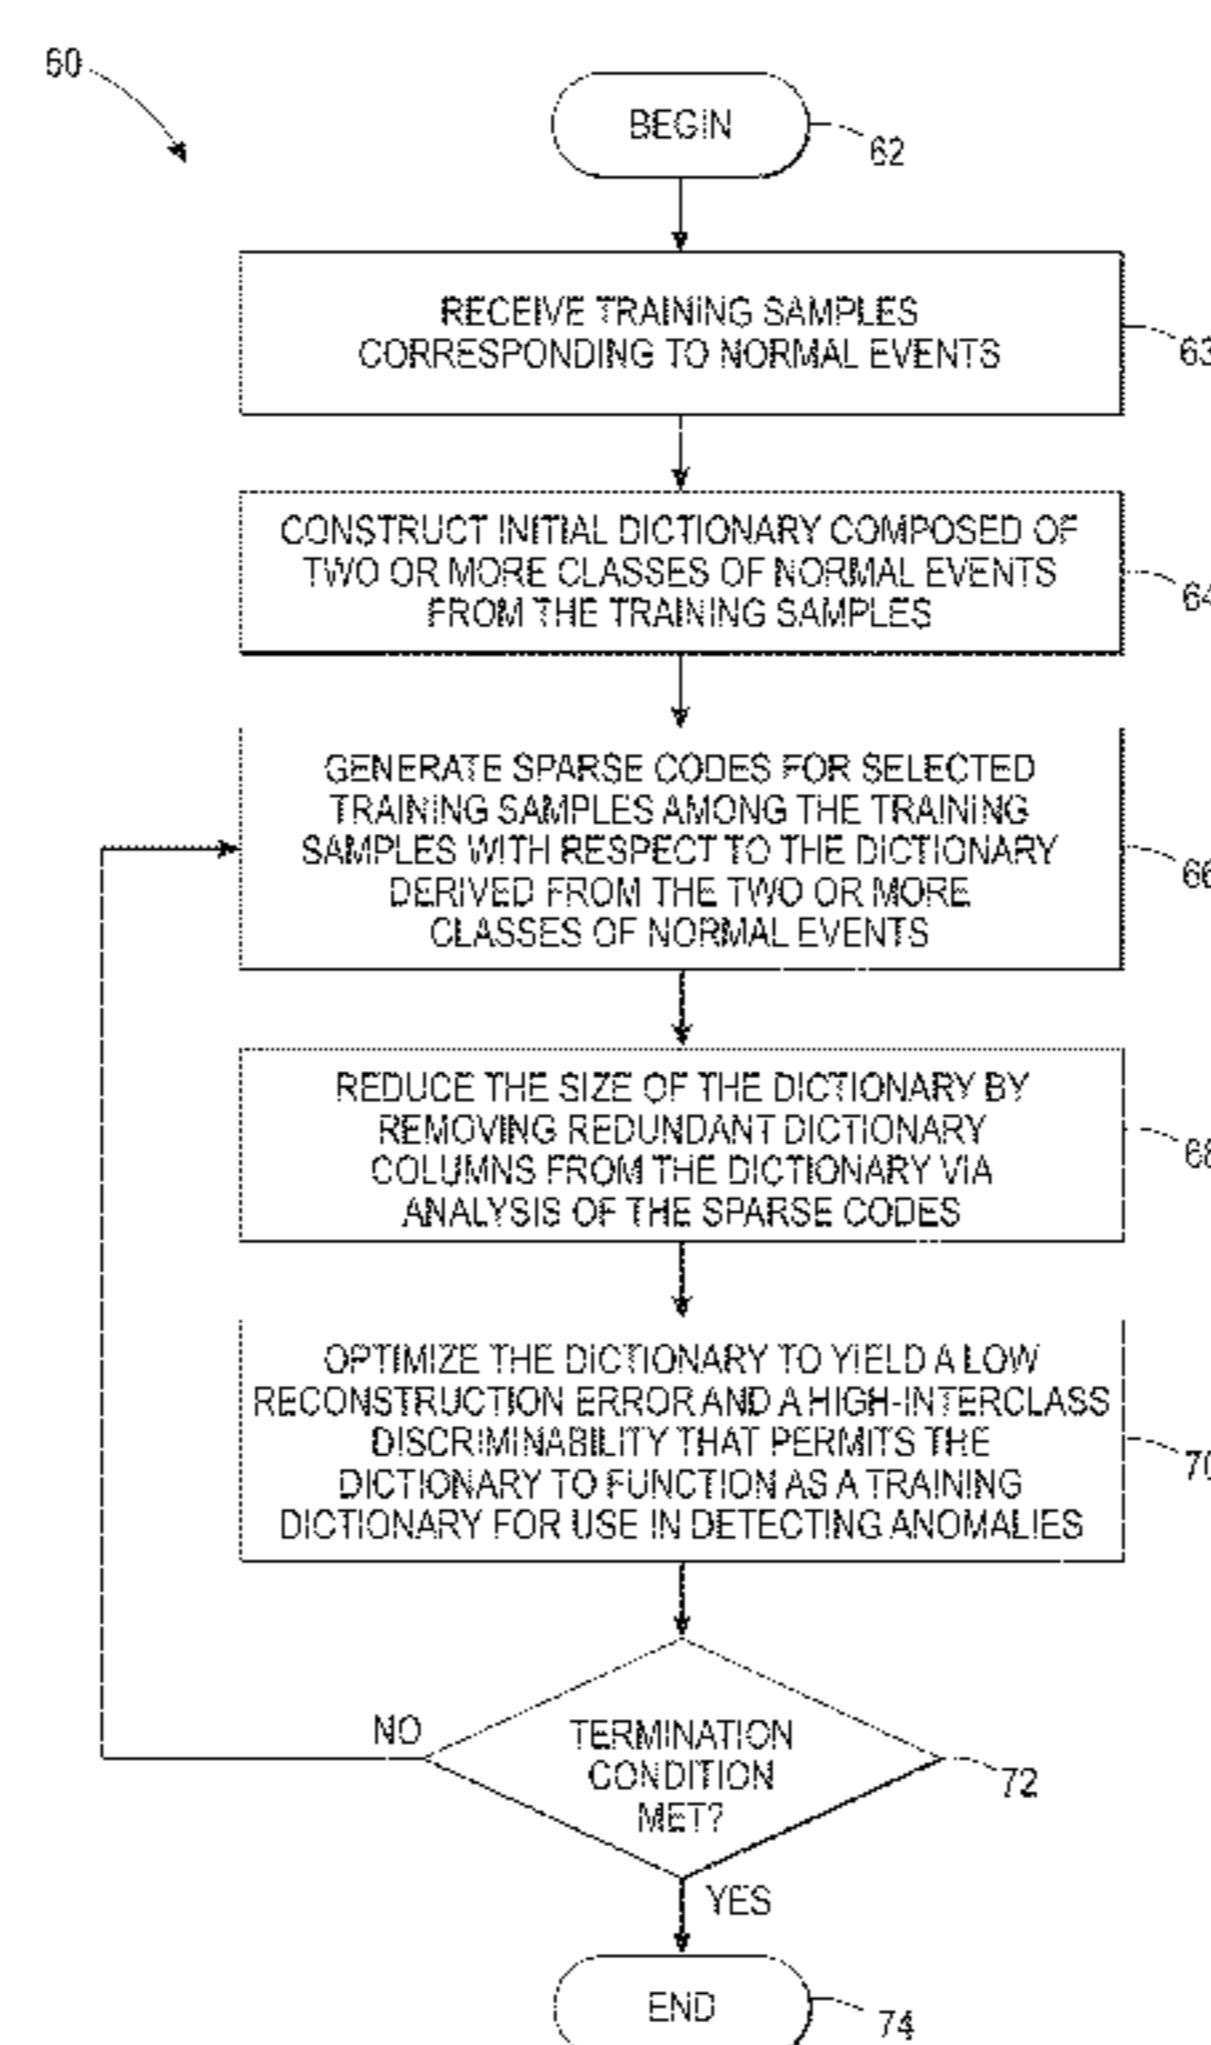 60
BEGIN
62
RECEIVE TRAINING SAMPLES
CORRESPONDING TO NORMAL EVENTS
63
CONSTRUCT INITIAL DICTIONARY COMPOSED OF
TWO OR MORE CLASSES OF NORMAL EVENTS
FROM THE TRAINING SAMPLES
64
GENERATE SPARSE CODES FOR SELECTED
TRAINING SAMPLES AMONG THE TRAINING
SAMPLES WITH RESPECT TO THE DICTIONARY
DERIVED FROM THE TWO OR MORE
CLASSES OF NORMAL EVENTS
66
REDUCE THE SIZE OF THE DICTIONARY BY
REMOVING REDUNDANT DICTIONARY
COLUMNS FROM THE DICTIONARY VIA
ANALYSIS OF THE SPARSE CODES
68
OPTIMIZE THE DICTIONARY TO YIELD A LOW
RECONSTRUCTION ERROR AND A HIGH-INTERCLASS
DISCRIMINABILITY THAT PERMITS THE
DICTIONARY TO FUNCTION AS A TRAINING
DICTIONARY FOR USE IN DETECTING ANOMALIES
70
NO
TERMINATION
CONDITION
MET?
72
YES
END
74